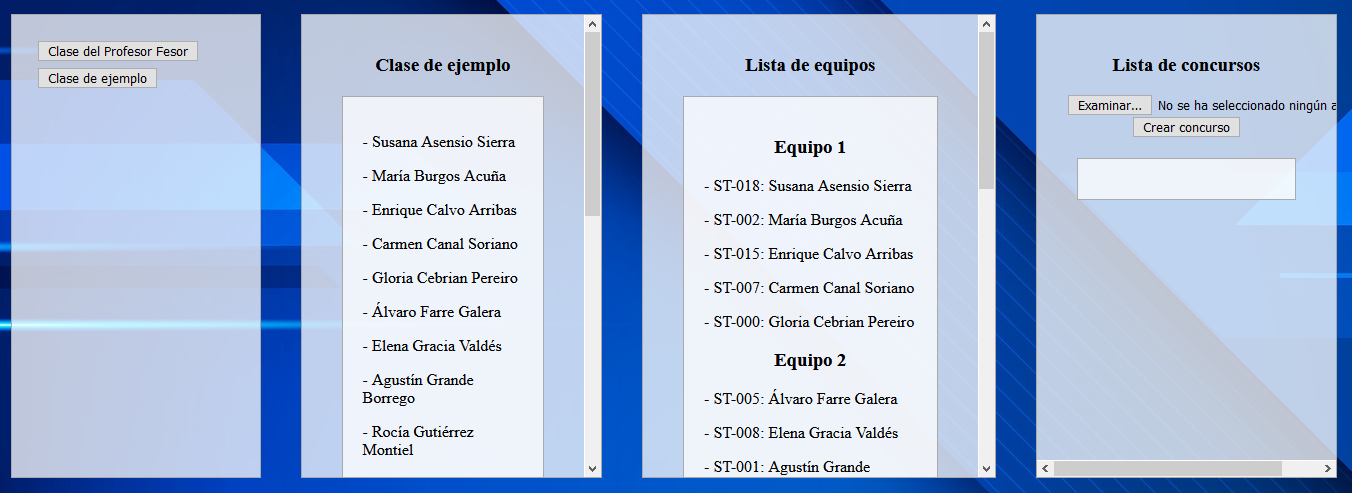 Clase del Profesor Fesor
Clase de ejemplo
Clase de ejemplo
- Susana Asensio Sierra
- María Burgos Acuña
- Enrique Calvo Arribas
- Carmen Canal Soriano
- Gloria Cebrian Pereiro
- Álvaro Farre Galera
- Elena Gracia Valdés
- Agustín Grande
Borrego
- Rocía Gutiérrez
Montiel
Lista de equipos
Equipo 1
- ST-018: Susana Asensio Sierra
- ST-002: María Burgos Acuña
- ST-015: Enrique Calvo Arribas
- ST-007: Carmen Canal Soriano
- ST-000: Gloria Cebrian Pereiro
Equipo 2
- ST-005: Álvaro Farre Galera
- ST-008: Elena Gracia Valdés
- ST-001: Agustín Grande
Lista de concursos
Examinar... No se ha seleccionado ningún a
Crear concurso